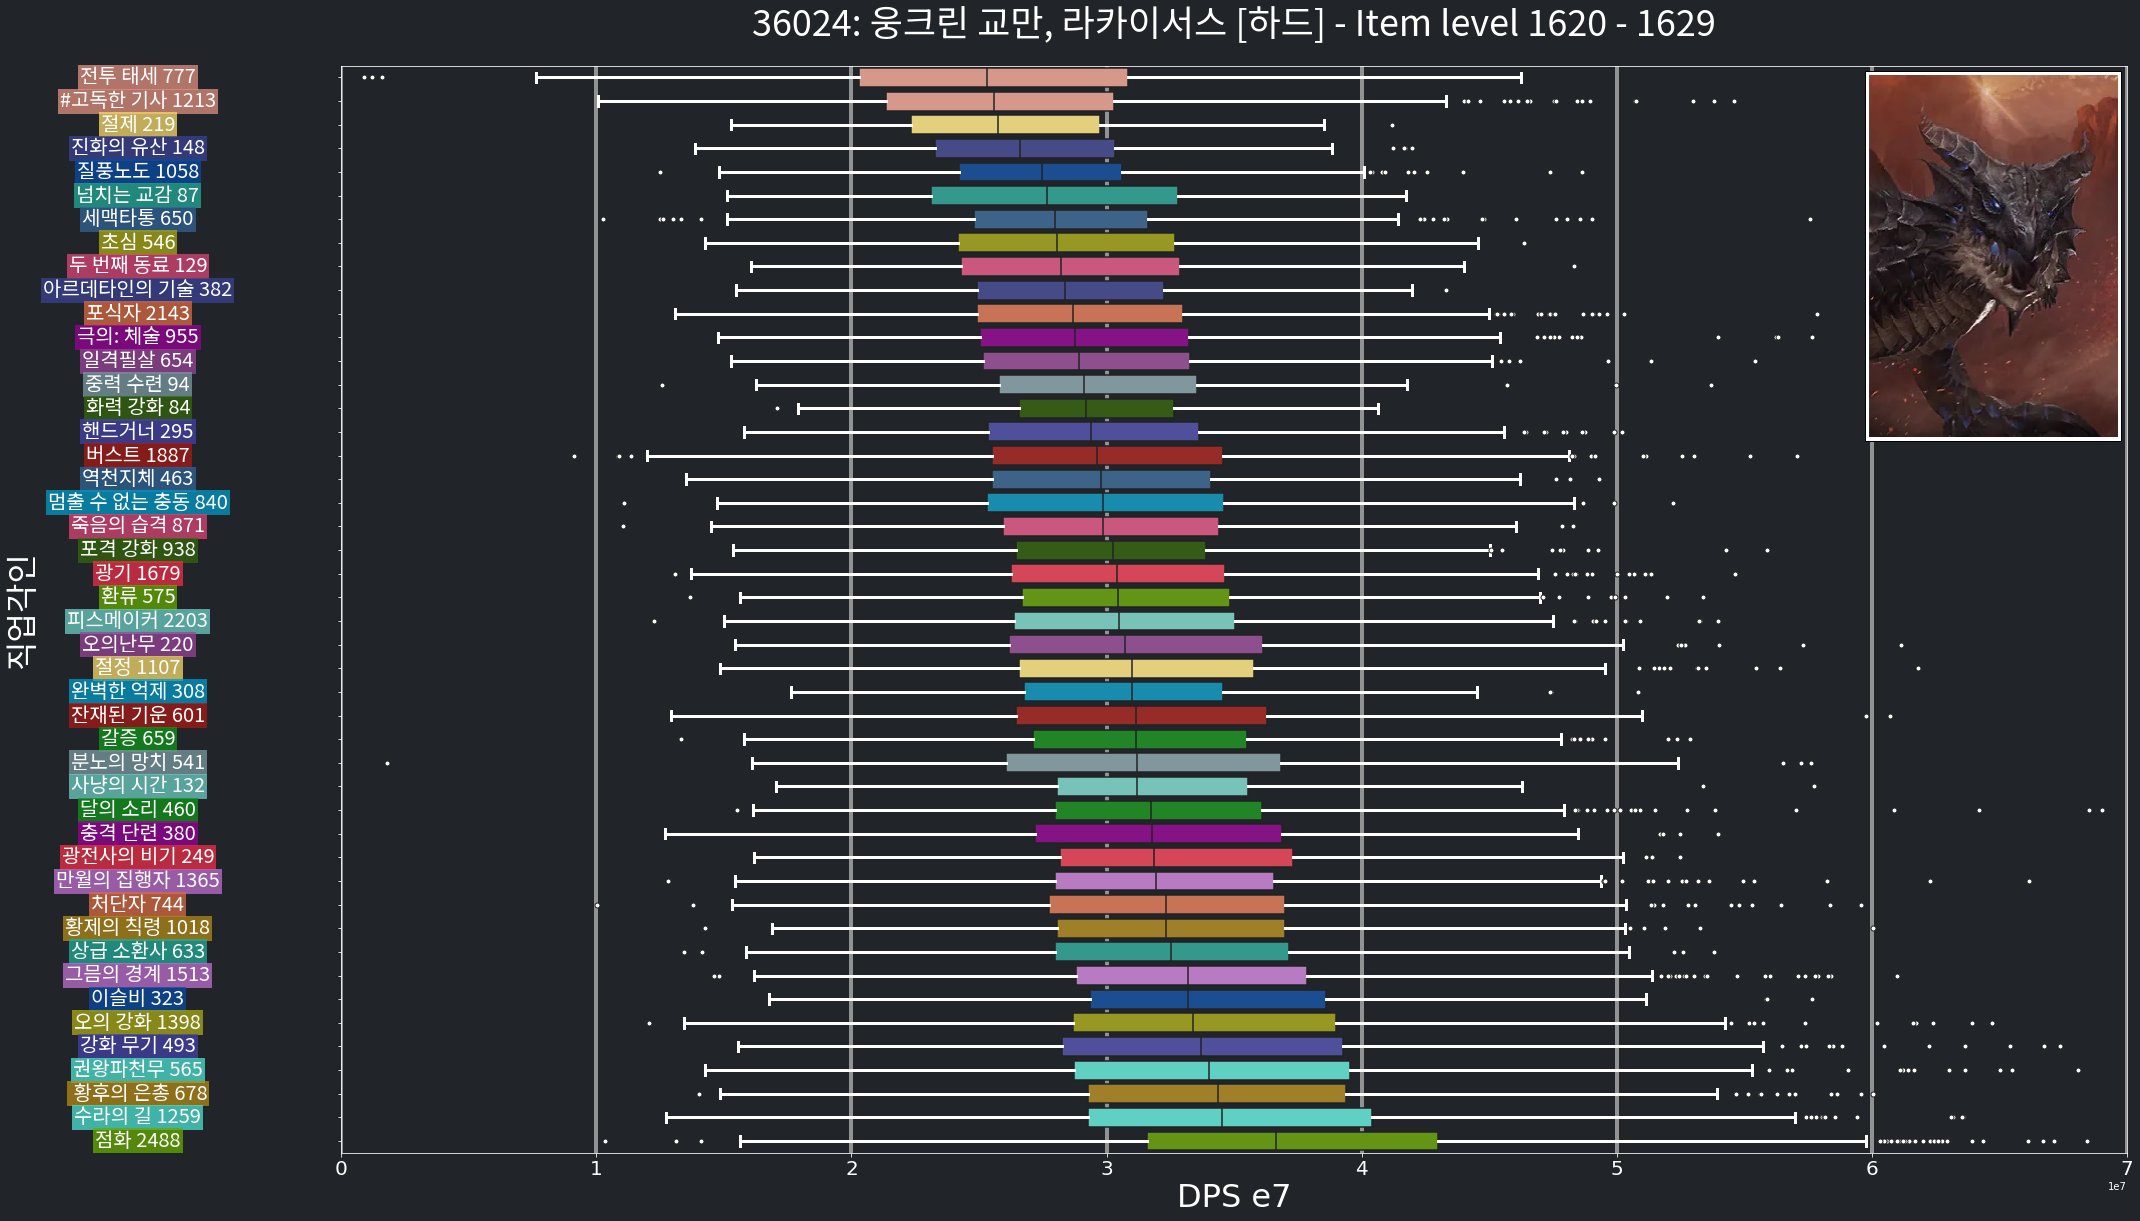 36024: 웅크린 교만, 라카이서스 [하드] - Item level 1620 - 1629
전투 태세 777
#고독한 기사 1213
절제 219
진화의 유산 148
질풍노도 1058
넘치는 교감 87
세맥타통 650
초심 546
두 번째 동료 129
아르데타인의 기술 382
포식자 2143
극의: 체술 955
일격필살 654
중력 수련 94
화력 강화 84
핸드거너 295
버스트 1887
역천지체 463
멈출 수 없는 충동 840
죽음의 습격 871
포격 강화 938
광기 1679
환류 575
피스메이커 2203
오의난무 220
절정 1107
완벽한 억제 308
잔재된 기운 601
갈증 659
분노의 망치 541
사냥의 시간 132
달의 소리 460
충격 단련 380
광전사의 비기 249
만월의 집행자 1365
처단자 744
황제의 칙령 1018
상급 소환사 633
그믐의 경계 1513
이슬비 323
오의 강화 1398
강화 무기 493
권왕파천무 565
황후의 은총 678
수라의 길 1259
점화 2488
직업각인
0 1 2 3 4 5 6 7
1e7
DPS e7